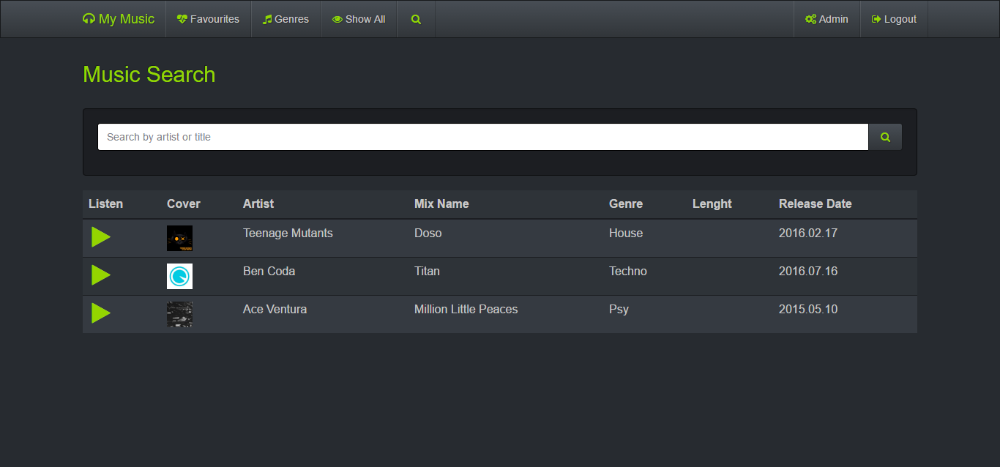 My Music Favourites Genres Show All Admin Logout
Music Search
Search by artist or title
Listen Cover Artist Mix Name Genre Lenght Release Date
Teenage Mutants Doso House 2016.02.17
Ben Coda Titan Techno 2016.07.16
Ace Ventura Million Little Peaces Psy 2015.05.10